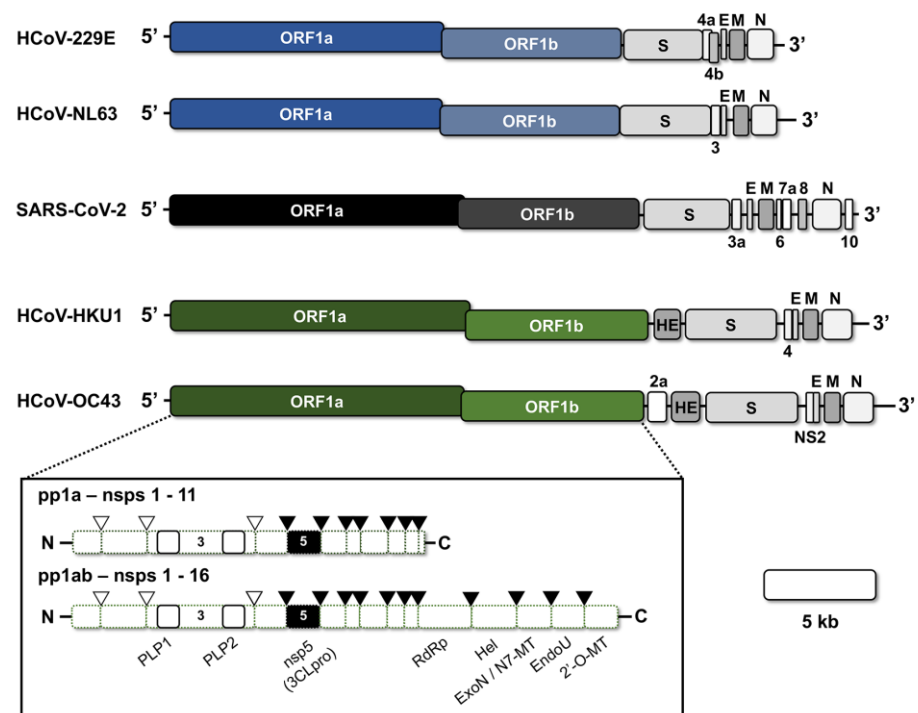 4a E M N
HCoV-229E 5’ ORF1a ORF1b S 3’
4b
E M N
HCoV-NL63 5’ ORF1a ORF1b S 3’
3
E M 7a 8 N
SARS-CoV-2 5’ ORF1a ORF1b S 3’
3a 6 10
E M N
HCoV-HKU1 5’ ORF1a ORF1b HE S 3’
4
2a E M N
HCoV-OC43 5’ ORF1a ORF1b HE S 3’
NS2
pp1a – nsps 1 - 11
N 3 5 C
pp1ab – nsps 1 - 16
N 3 5 C
PLP1
PLP2
nsp5
(3CLpro)
RdRp
Hel
ExoN / N7-MT
EndoU
2’-O-MT
5 kb